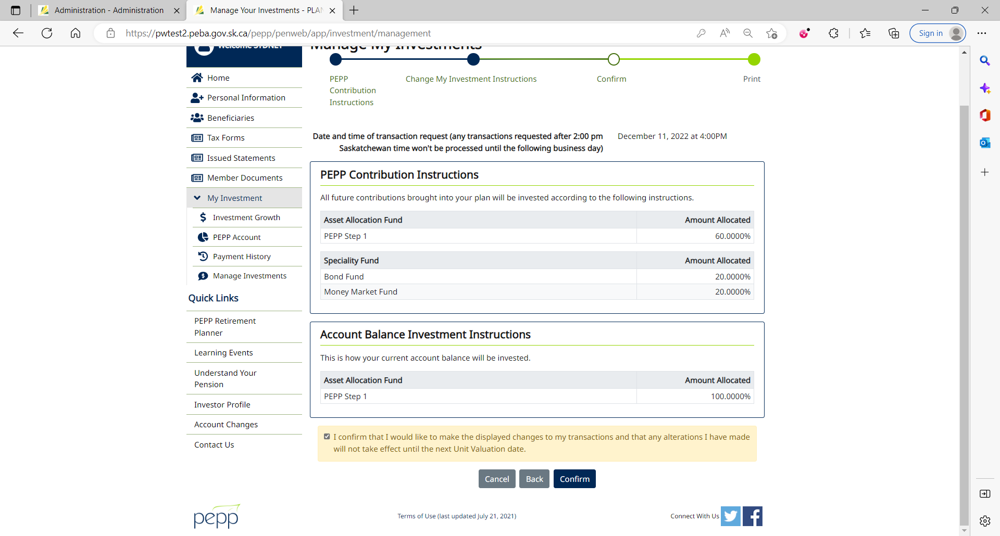 Administration - Administration
Manage Your Investments - PLA
https://pwtest2.peba.gov.sk.ca/pepp/penweb/app/investment/management
Sign in
Welcome SYDNEY
Home
Personal Information
Beneficiaries
Tax Forms
Issued Statements
Member Documents
My Investment
Investment Growth
PEPP Account
Payment History
Manage Investments
Quick Links
PEPP Retirement
Planner
Learning Events
Understand Your
Pension
Investor Profile
Account Changes
Contact Us
Manage My Investments
PEPP
Contribution
Instructions
Change My Investment Instructions
Confirm
Print
Date and time of transaction request (any transactions requested after 2:00 pm
Saskatchewan time won't be processed until the following business day)
December 11, 2022 at 4:00PM
PEPP Contribution Instructions
All future contributions brought into your plan will be invested according to the following instructions.
Asset Allocation Fund Amount Allocated
PEPP Step 1 60.0000%
Speciality Fund Amount Allocated
Bond Fund 20.0000%
Money Market Fund 20.0000%
Account Balance Investment Instructions
This is how your current account balance will be invested.
Asset Allocation Fund Amount Allocated
PEPP Step 1 100.0000%
I confirm that I would like to make the displayed changes to my transactions and that any alterations I have made
will not take effect until the next Unit Valuation date.
Cancel Back Confirm
pepp
Terms of Use (last updated July 21, 2021)
Connect With Us